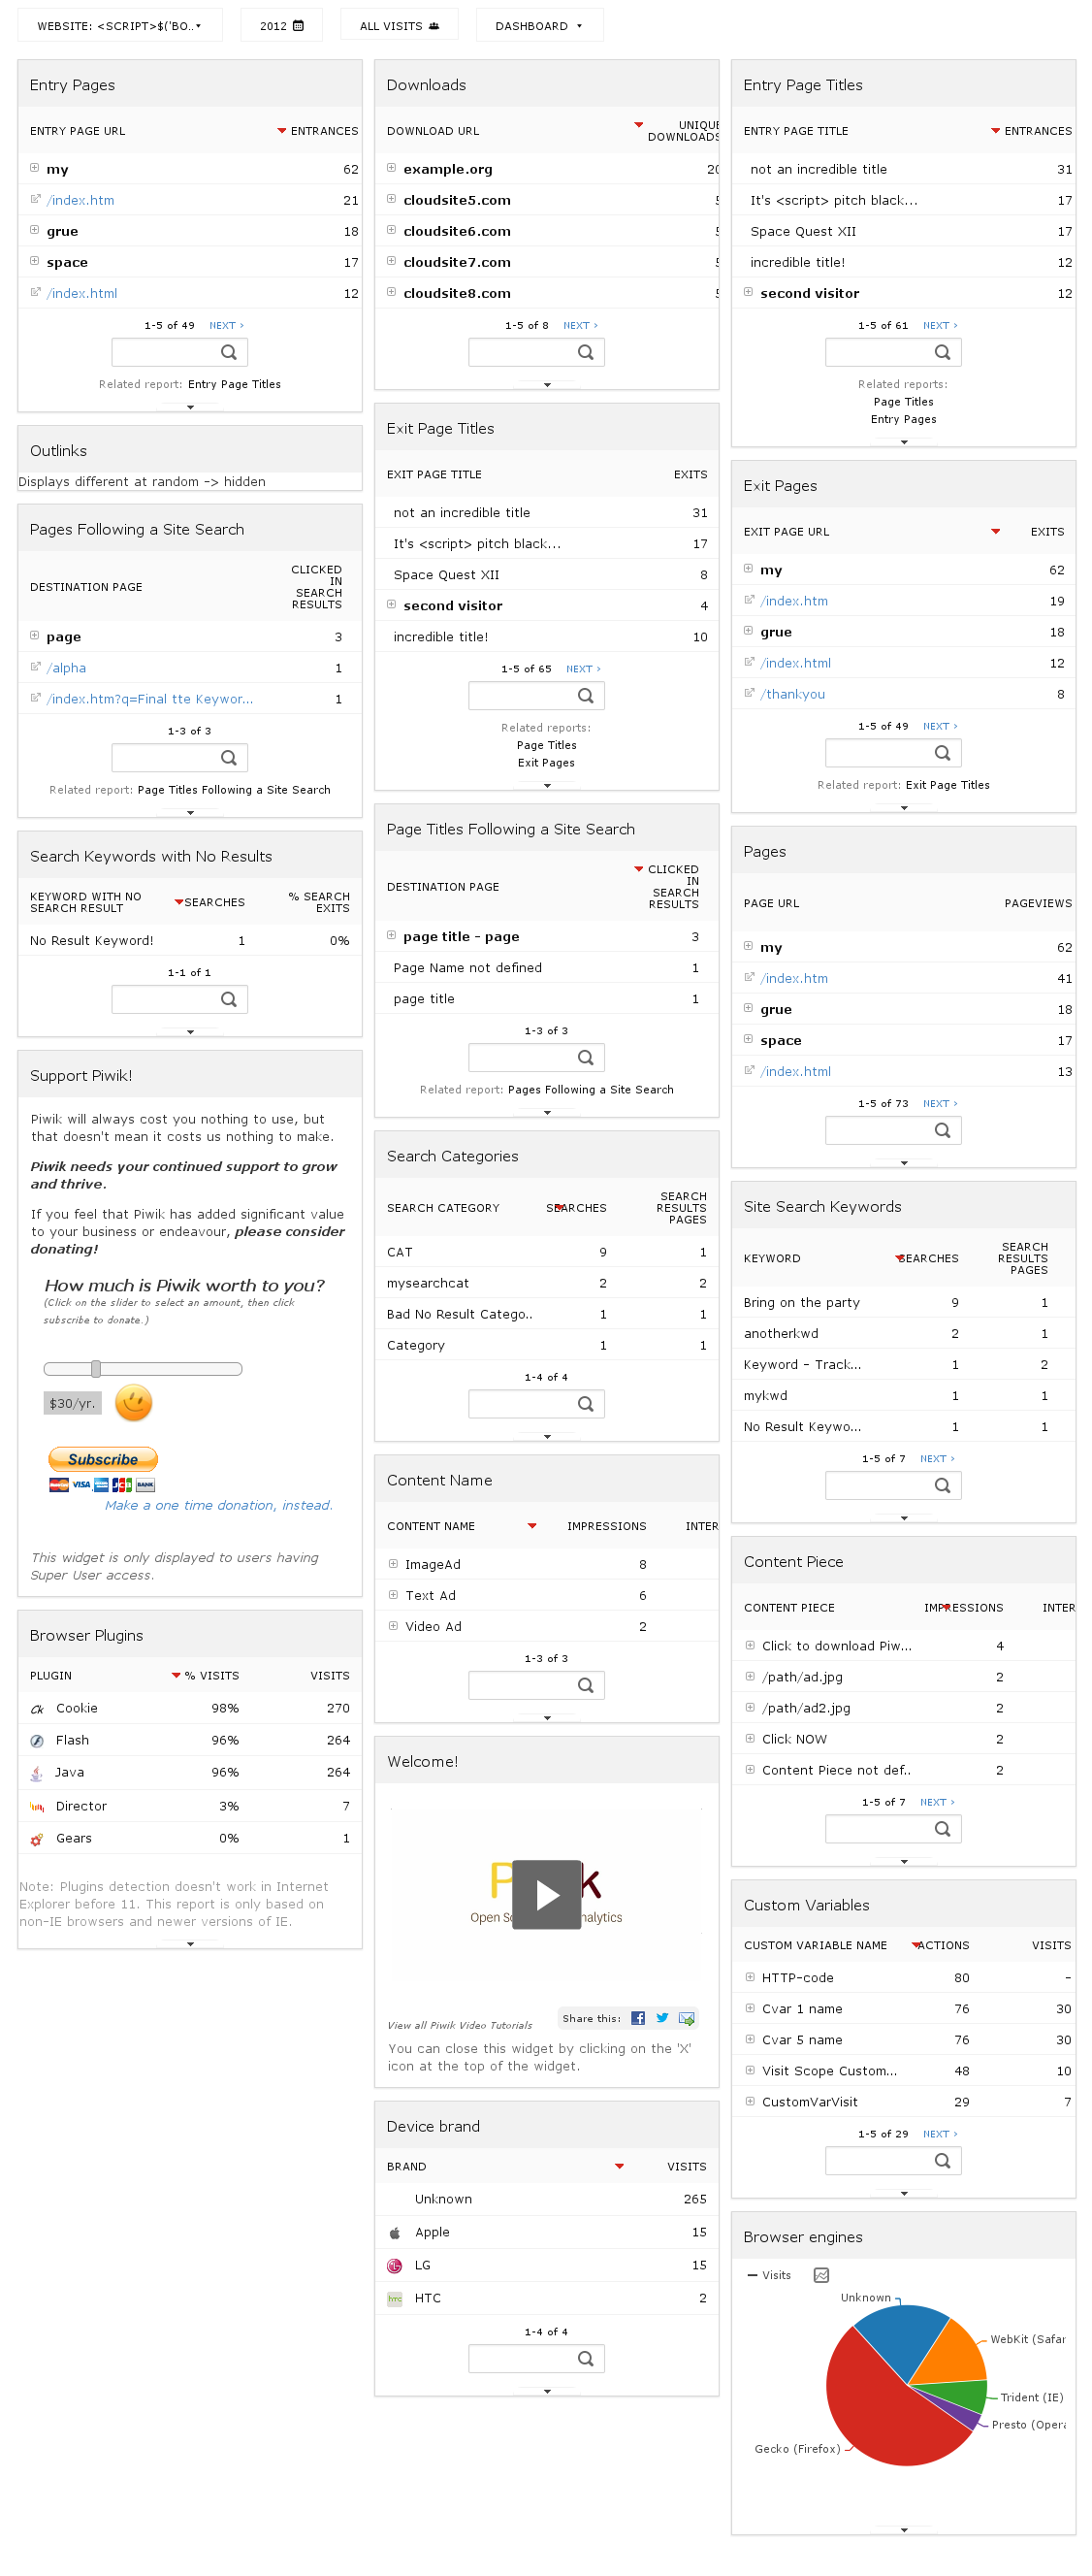 WEBSITE: <SCRIPT>$('BO..
2012
ALL VISITS
DASHBOARD
Entry Pages
ENTRY PAGE URL ENTRANCES
my 62
/index.htm 21
grue 18
space 17
/index.html 12
1-5 of 49 NEXT ›
Related report: Entry Page Titles
Outlinks
Displays different at random -> hidden
Pages Following a Site Search
DESTINATION PAGE
CLICKED
IN
SEARCH
RESULTS
page 3
/alpha 1
/index.htm?q=Final tte Keywor... 1
1-3 of 3
Related report: Page Titles Following a Site Search
Search Keywords with No Results
KEYWORD WITH NO
SEARCH RESULT
SEARCHES
% SEARCH
EXITS
No Result Keyword! 1 0%
1-1 of 1
Support Piwik!
Piwik will always cost you nothing to use, but
that doesn't mean it costs us nothing to make.
Piwik needs your continued support to grow
and thrive.
If you feel that Piwik has added significant value
to your business or endeavour, please consider
donating!
How much is Piwik worth to you?
(Click on the slider to select an amount, then click
subscribe to donate.)
$30/yr.
Subscribe
VISA
BANK
Make a one time donation, instead.
This widget is only displayed to users having
Super User access.
Browser Plugins
PLUGIN % VISITS VISITS
Cookie 98% 270
Flash 96% 264
Java 96% 264
Director 3% 7
Gears 0% 1
Note: Plugins detection doesn't work in Internet
Explorer before 11. This report is only based on
non-IE browsers and newer versions of IE.
Downloads
DOWNLOAD URL
UNIQUE
DOWNLOADS
example.org 20
cloudsite5.com 5
cloudsite6.com 5
cloudsite7.com 5
cloudsite8.com 5
1-5 of 8 NEXT ›
Exit Page Titles
EXIT PAGE TITLE EXITS
not an incredible title 31
It's <script> pitch black... 17
Space Quest XII 8
second visitor 4
incredible title! 10
1-5 of 65 NEXT ›
Related reports:
Page Titles
Exit Pages
Page Titles Following a Site Search
DESTINATION PAGE
CLICKED
IN
SEARCH
RESULTS
page title - page 3
Page Name not defined 1
page title 1
1-3 of 3
Related report: Pages Following a Site Search
Search Categories
SEARCH CATEGORY SEARCHES
SEARCH
RESULTS
PAGES
CAT 9 1
mysearchcat 2 2
Bad No Result Catego.. 1 1
Category 1 1
1-4 of 4
Content Name
CONTENT NAME IMPRESSIONS INTER
ImageAd 8
Text Ad 6
Video Ad 2
1-3 of 3
Welcome!
P k
Open So nalytics
View all Piwik Video Tutorials
Share this:
You can close this widget by clicking on the 'X'
icon at the top of the widget.
Device brand
BRAND VISITS
Unknown 265
Apple 15
LG 15
HTC 2
1-4 of 4
Entry Page Titles
ENTRY PAGE TITLE ENTRANCES
not an incredible title 31
It's <script> pitch black... 17
Space Quest XII 17
incredible title! 12
second visitor 12
1-5 of 61 NEXT ›
Related reports:
Page Titles
Entry Pages
Exit Pages
EXIT PAGE URL EXITS
my 62
/index.htm 19
grue 18
/index.html 12
/thankyou 8
1-5 of 49 NEXT ›
Related report: Exit Page Titles
Pages
PAGE URL PAGEVIEWS
my 62
/index.htm 41
grue 18
space 17
/index.html 13
1-5 of 73 NEXT ›
Site Search Keywords
KEYWORD SEARCHES
SEARCH
RESULTS
PAGES
Bring on the party 9 1
anotherkwd 2 1
Keyword - Track... 1 2
mykwd 1 1
No Result Keywo... 1 1
1-5 of 7 NEXT ›
Content Piece
CONTENT PIECE IMPRESSIONS INTER
Click to download Piw... 4
/path/ad.jpg 2
/path/ad2.jpg 2
Click NOW 2
Content Piece not def.. 2
1-5 of 7 NEXT ›
Custom Variables
CUSTOM VARIABLE NAME ACTIONS VISITS
HTTP-code 80 -
Cvar 1 name 76 30
Cvar 5 name 76 30
Visit Scope Custom... 48 10
CustomVarVisit 29 7
1-5 of 29 NEXT ›
Browser engines
Visits
Unknown
WebKit (Safar
Trident (IE)
Presto (Opera
Gecko (Firefox)